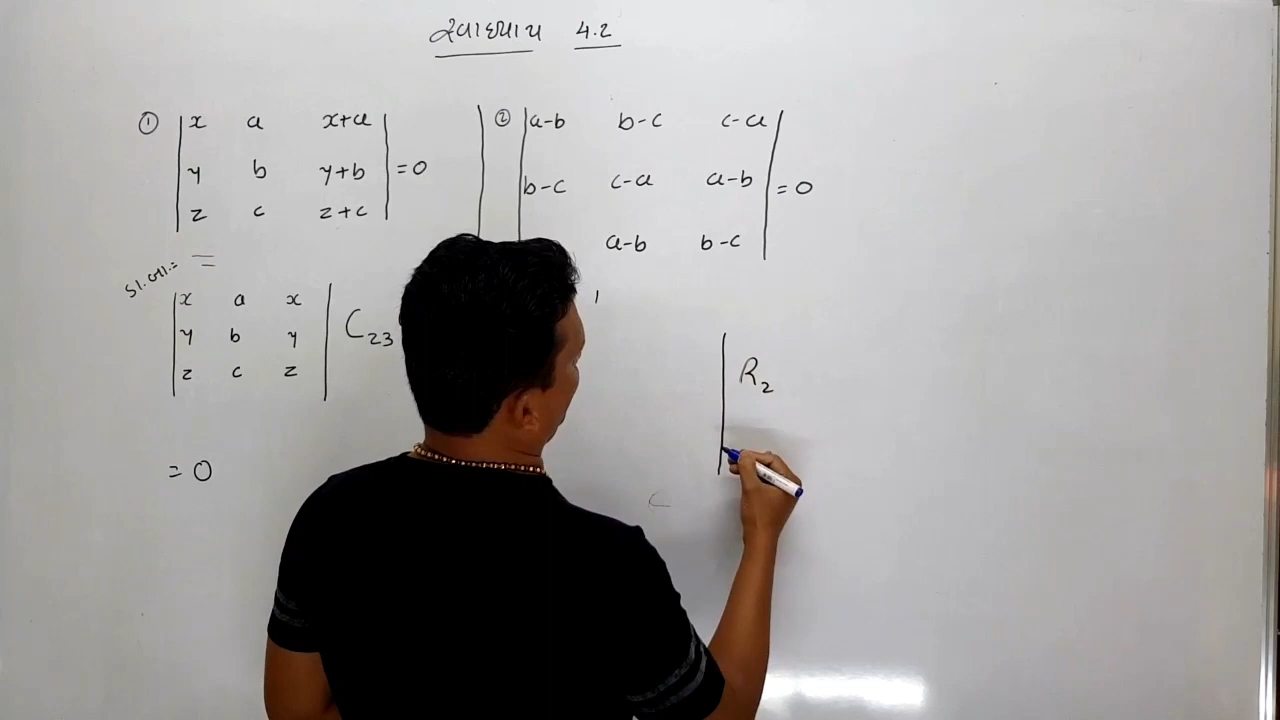 સ્વાધ્યાય 4.2
① | x a x+a |
| y b y+b | = 0
| z c z+c |
② | a-b b-c c-a |
| b-c c-a a-b | = 0
a-b b-c |
ડા.બા.:- =
| x a x | C₂₃
| y b y |
| z c z |
= 0
| R₂